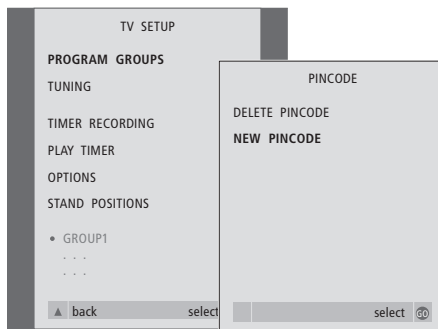 TV SETUP
PROGRAM GROUPS
TUNING
TIMER RECORDING
PLAY TIMER
OPTIONS
STAND POSITIONS
• GROUP1
. . .
. . .
▲ back select
PINCODE
DELETE PINCODE
NEW PINCODE
select GO